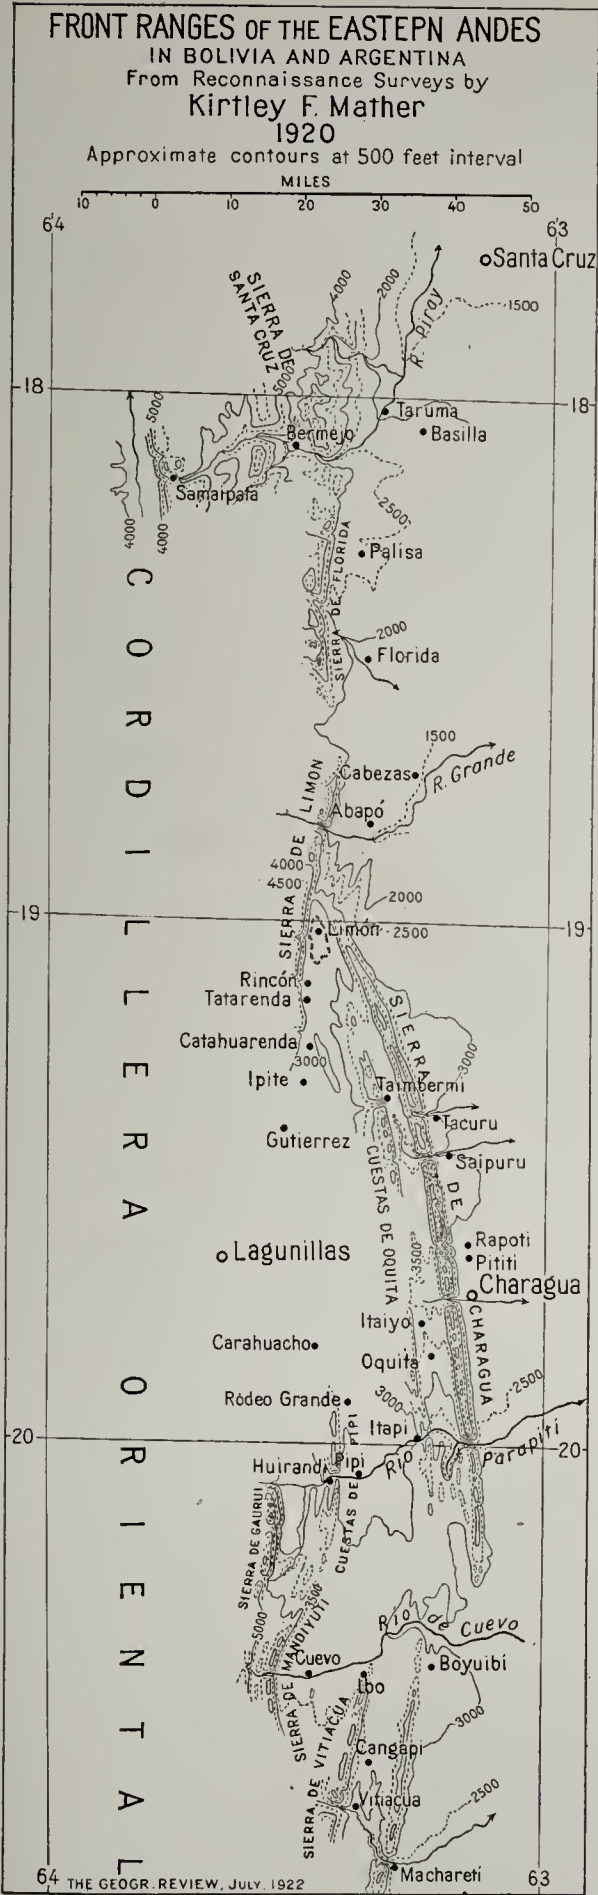 FRONT RANGES OF THE EASTEPN ANDES
IN BOLIVIA AND ARGENTINA
From Reconnaissance Surveys by
Kirtley F. Mather
1920
Approximate contours at 500 feet interval
MILES
10 0 10 20 30 40 50
64 63
Santa Cruz
SIERRA DE
SANTA CRUZ
4000
2000
1500
R. Piray
5000
18 18
5000
Taruma
Bermejo
Basilla
Samaipata
4000
4000
2500
Palisa
SIERRA DE FLORIDA
2000
Florida
CORDILLERA ORIENTAL
1500
Cabezas
R. Grande
SIERRA DE LIMON
Abapó
4000
4500
2000
19 19
Limón
2500
Rincón
Tatarenda
Catahuarenda
3000
Ipite
SIERRA DE CHARAGUA
3000
Taimbermi
Tacuru
Gutierrez
Saipuru
CUESTAS DE OQUITA
Lagunillas
3500
Rapoti
Pititi
Charagua
Itaiyo
Carahuacho
Oquita
2500
Ródeo Grande
3000
Itapi
20 20
Río Parapiti
Huirandi
Pipi
CUESTAS DE PIPI
SIERRA DE GAURUI
3500
5000
SIERRA DE MANDIYUTI
Río de Cuevo
Cuevo
Ibo
Boyuibí
SIERRA DE VITIACUA
3000
Cangapi
2500
Vitiacua
Machareti
64 63
THE GEOGR. REVIEW, JULY, 1922